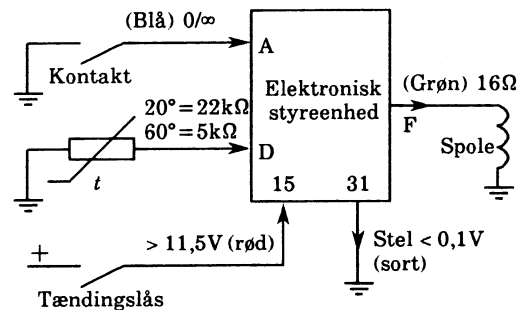 (Blå) 0/∞
A
Kontakt
Elektronisk
styreenhed
(Grøn) 16Ω
F
Spole
20° = 22kΩ
60° = 5kΩ
D
t
15 31
+
> 11,5V (rød)
Tændingslås
Stel < 0,1V
(sort)